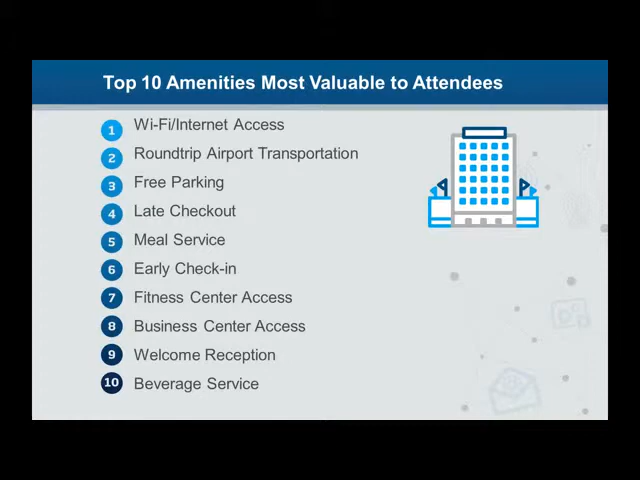 Top 10 Amenities Most Valuable to Attendees
1 Wi-Fi/Internet Access
2 Roundtrip Airport Transportation
3 Free Parking
4 Late Checkout
5 Meal Service
6 Early Check-in
7 Fitness Center Access
8 Business Center Access
9 Welcome Reception
10 Beverage Service